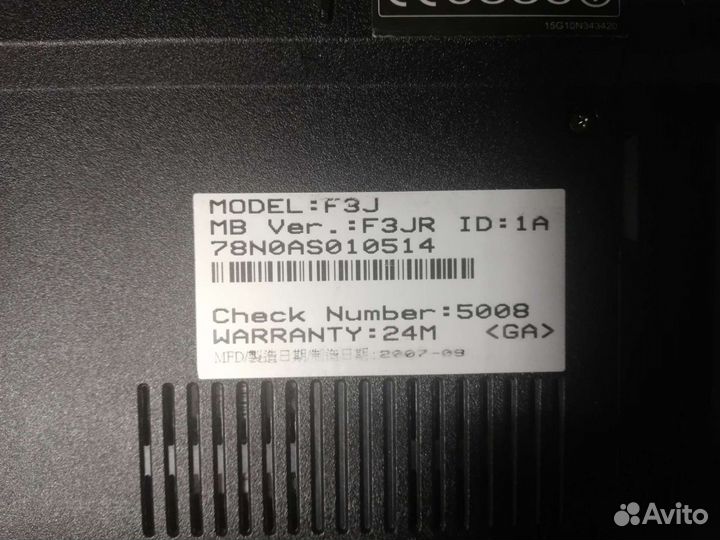 15G10N343420
MODEL:F3J
MB Ver.:F3JR ID:1A
78N0AS010514
Check Number:5008
WARRANTY:24M <GA>
MFD/製造日期/制造日期:2007-08
Avito